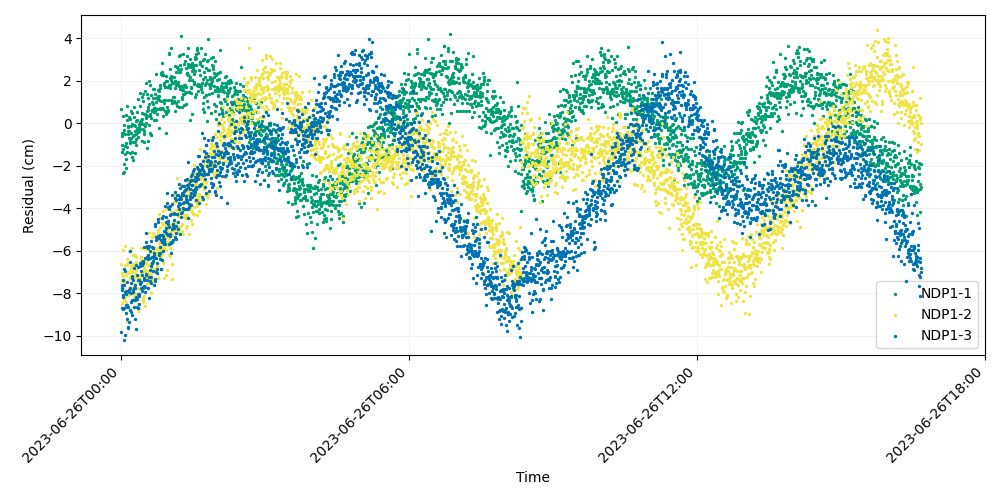 4
2
0
−2
−4
−6
−8
−10
Residual (cm)
2023-06-26T00:00
2023-06-26T06:00
2023-06-26T12:00
2023-06-26T18:00
Time
NDP1-1
NDP1-2
NDP1-3